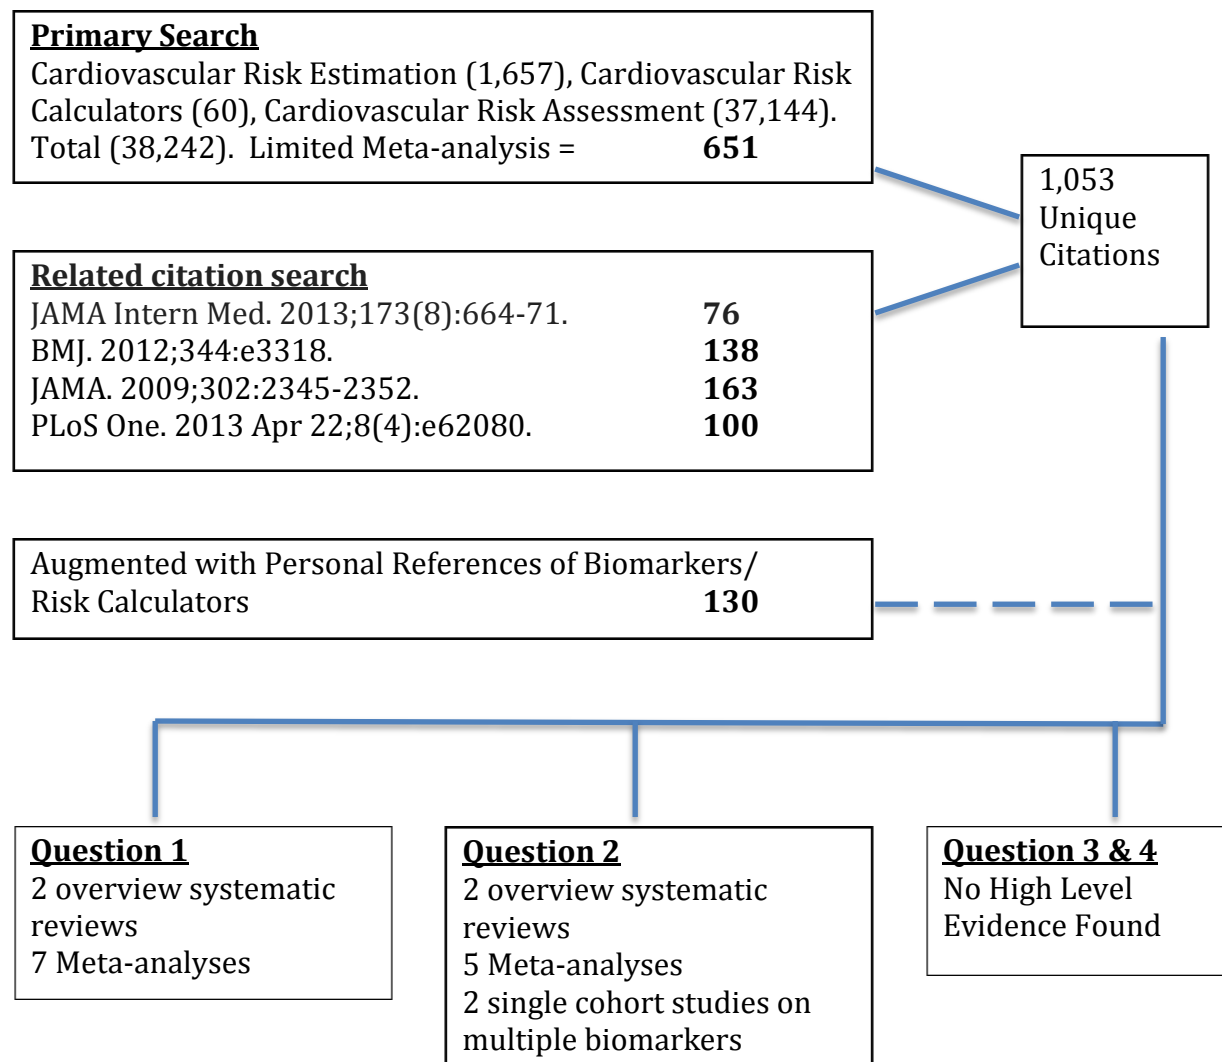 Primary Search
Cardiovascular Risk Estimation (1,657), Cardiovascular Risk
Calculators (60), Cardiovascular Risk Assessment (37,144).
Total (38,242). Limited Meta-analysis = 651
1,053
Unique
Citations
Related citation search
JAMA Intern Med. 2013;173(8):664-71. 76
BMJ. 2012;344:e3318. 138
JAMA. 2009;302:2345-2352. 163
PLoS One. 2013 Apr 22;8(4):e62080. 100
Augmented with Personal References of Biomarkers/
Risk Calculators 130
Question 1
2 overview systematic
reviews
7 Meta-analyses
Question 2
2 overview systematic
reviews
5 Meta-analyses
2 single cohort studies on
multiple biomarkers
Question 3 & 4
No High Level
Evidence Found